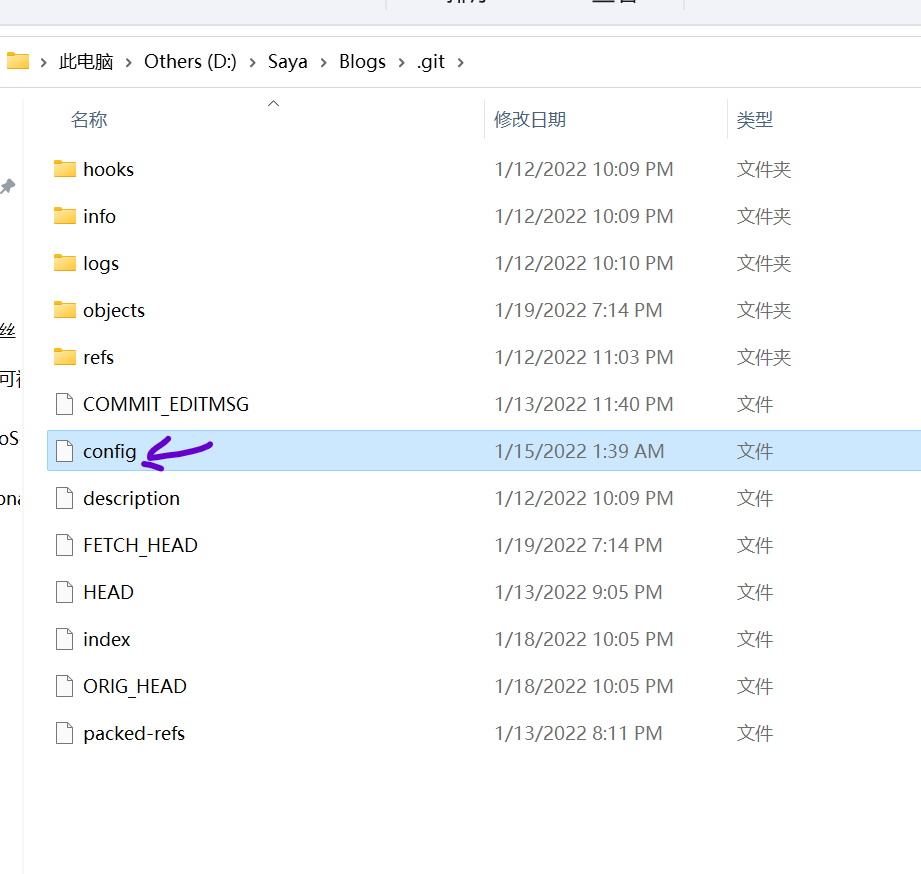 此电脑 > Others (D:) > Saya > Blogs > .git >
名称 修改日期 类型
hooks 1/12/2022 10:09 PM 文件夹
info 1/12/2022 10:09 PM 文件夹
logs 1/12/2022 10:10 PM 文件夹
objects 1/19/2022 7:14 PM 文件夹
refs 1/12/2022 11:03 PM 文件夹
COMMIT_EDITMSG 1/13/2022 11:40 PM 文件
config 1/15/2022 1:39 AM 文件
description 1/12/2022 10:09 PM 文件
FETCH_HEAD 1/19/2022 7:14 PM 文件
HEAD 1/13/2022 9:05 PM 文件
index 1/18/2022 10:05 PM 文件
ORIG_HEAD 1/18/2022 10:05 PM 文件
packed-refs 1/13/2022 8:11 PM 文件